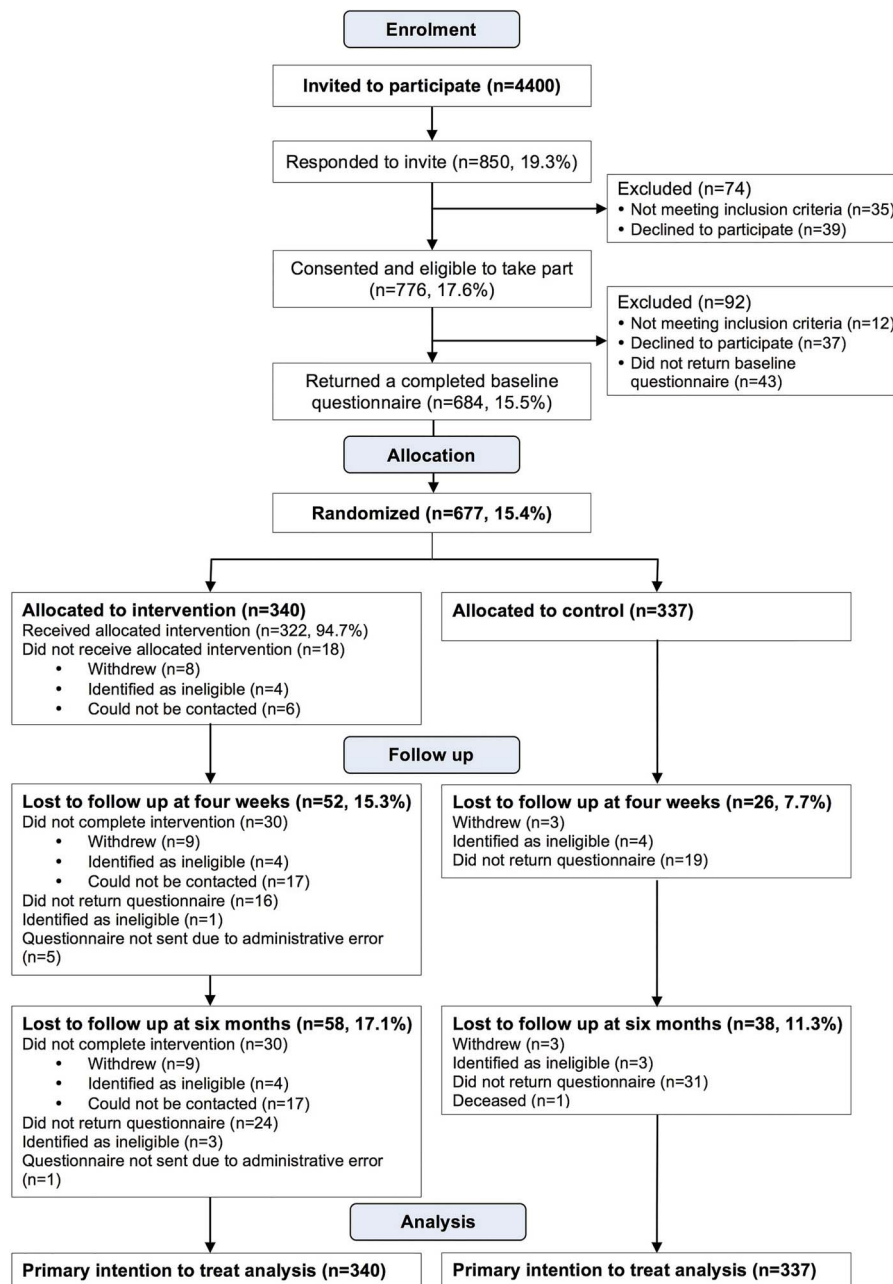 Enrolment
Invited to participate (n=4400)
Responded to invite (n=850, 19.3%)
Excluded (n=74)
• Not meeting inclusion criteria (n=35)
• Declined to participate (n=39)
Consented and eligible to take part
(n=776, 17.6%)
Excluded (n=92)
• Not meeting inclusion criteria (n=12)
• Declined to participate (n=37)
• Did not return baseline
questionnaire (n=43)
Returned a completed baseline
questionnaire (n=684, 15.5%)
Allocation
Randomized (n=677, 15.4%)
Allocated to intervention (n=340)
Received allocated intervention (n=322, 94.7%)
Did not receive allocated intervention (n=18)
• Withdrew (n=8)
• Identified as ineligible (n=4)
• Could not be contacted (n=6)
Allocated to control (n=337)
Follow up
Lost to follow up at four weeks (n=52, 15.3%)
Did not complete intervention (n=30)
• Withdrew (n=9)
• Identified as ineligible (n=4)
• Could not be contacted (n=17)
Did not return questionnaire (n=16)
Identified as ineligible (n=1)
Questionnaire not sent due to administrative error
(n=5)
Lost to follow up at four weeks (n=26, 7.7%)
Withdrew (n=3)
Identified as ineligible (n=4)
Did not return questionnaire (n=19)
Lost to follow up at six months (n=58, 17.1%)
Did not complete intervention (n=30)
• Withdrew (n=9)
• Identified as ineligible (n=4)
• Could not be contacted (n=17)
Did not return questionnaire (n=24)
Identified as ineligible (n=3)
Questionnaire not sent due to administrative error
(n=1)
Lost to follow up at six months (n=38, 11.3%)
Withdrew (n=3)
Identified as ineligible (n=3)
Did not return questionnaire (n=31)
Deceased (n=1)
Analysis
Primary intention to treat analysis (n=340)
Primary intention to treat analysis (n=337)